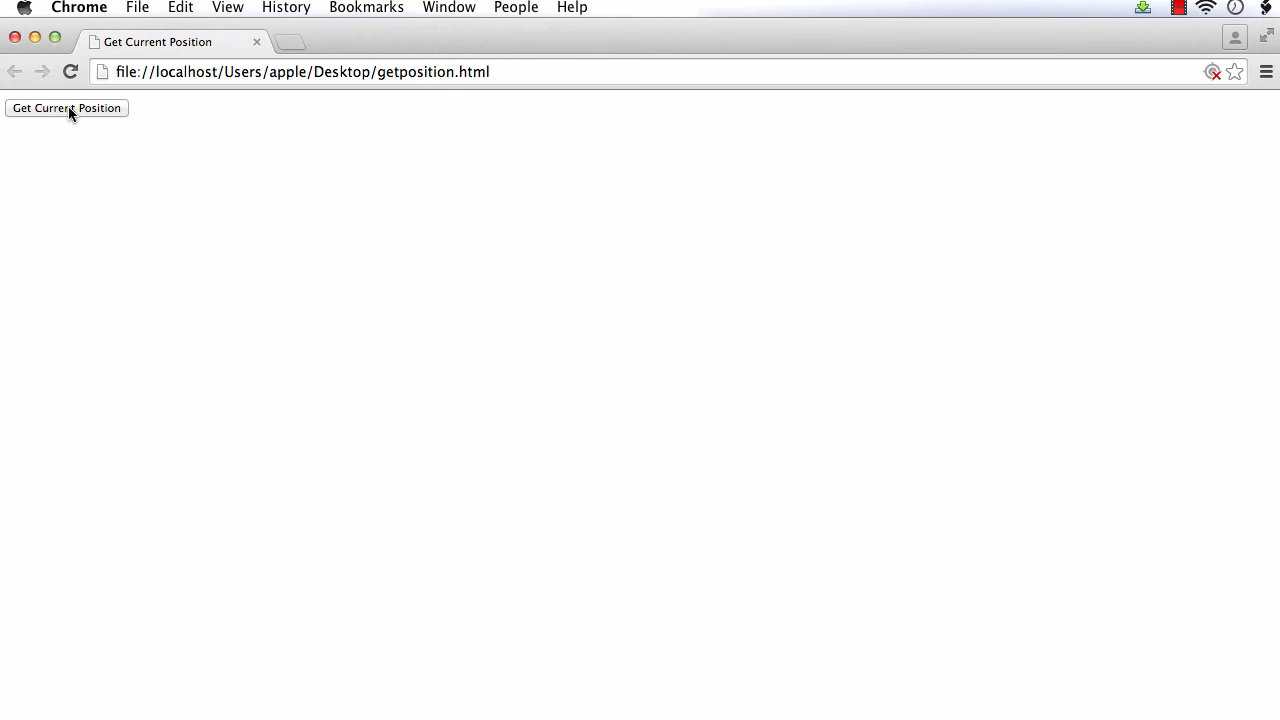 Chrome File Edit View History Bookmarks Window People Help
Get Current Position
file://localhost/Users/apple/Desktop/getposition.html
Get Current Position